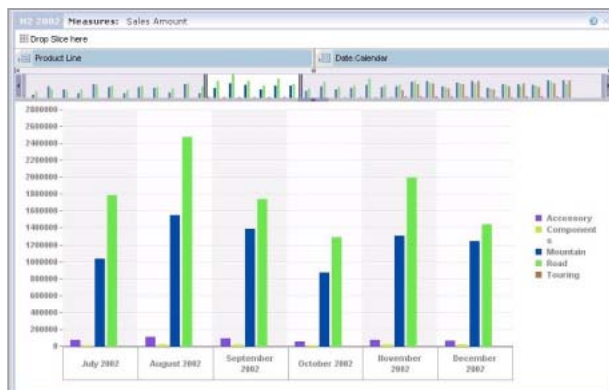 H2 2002 Measures: Sales Amount
Drop Slice here
Product Line
Date.Calendar
2800000
2600000
2400000
2200000
2000000
1800000
1600000
1400000
1200000
1000000
800000
600000
400000
200000
0
July 2002
August 2002
September
2002
October 2002
November
2002
December
2002
Accessory
Component
s
Mountain
Road
Touring